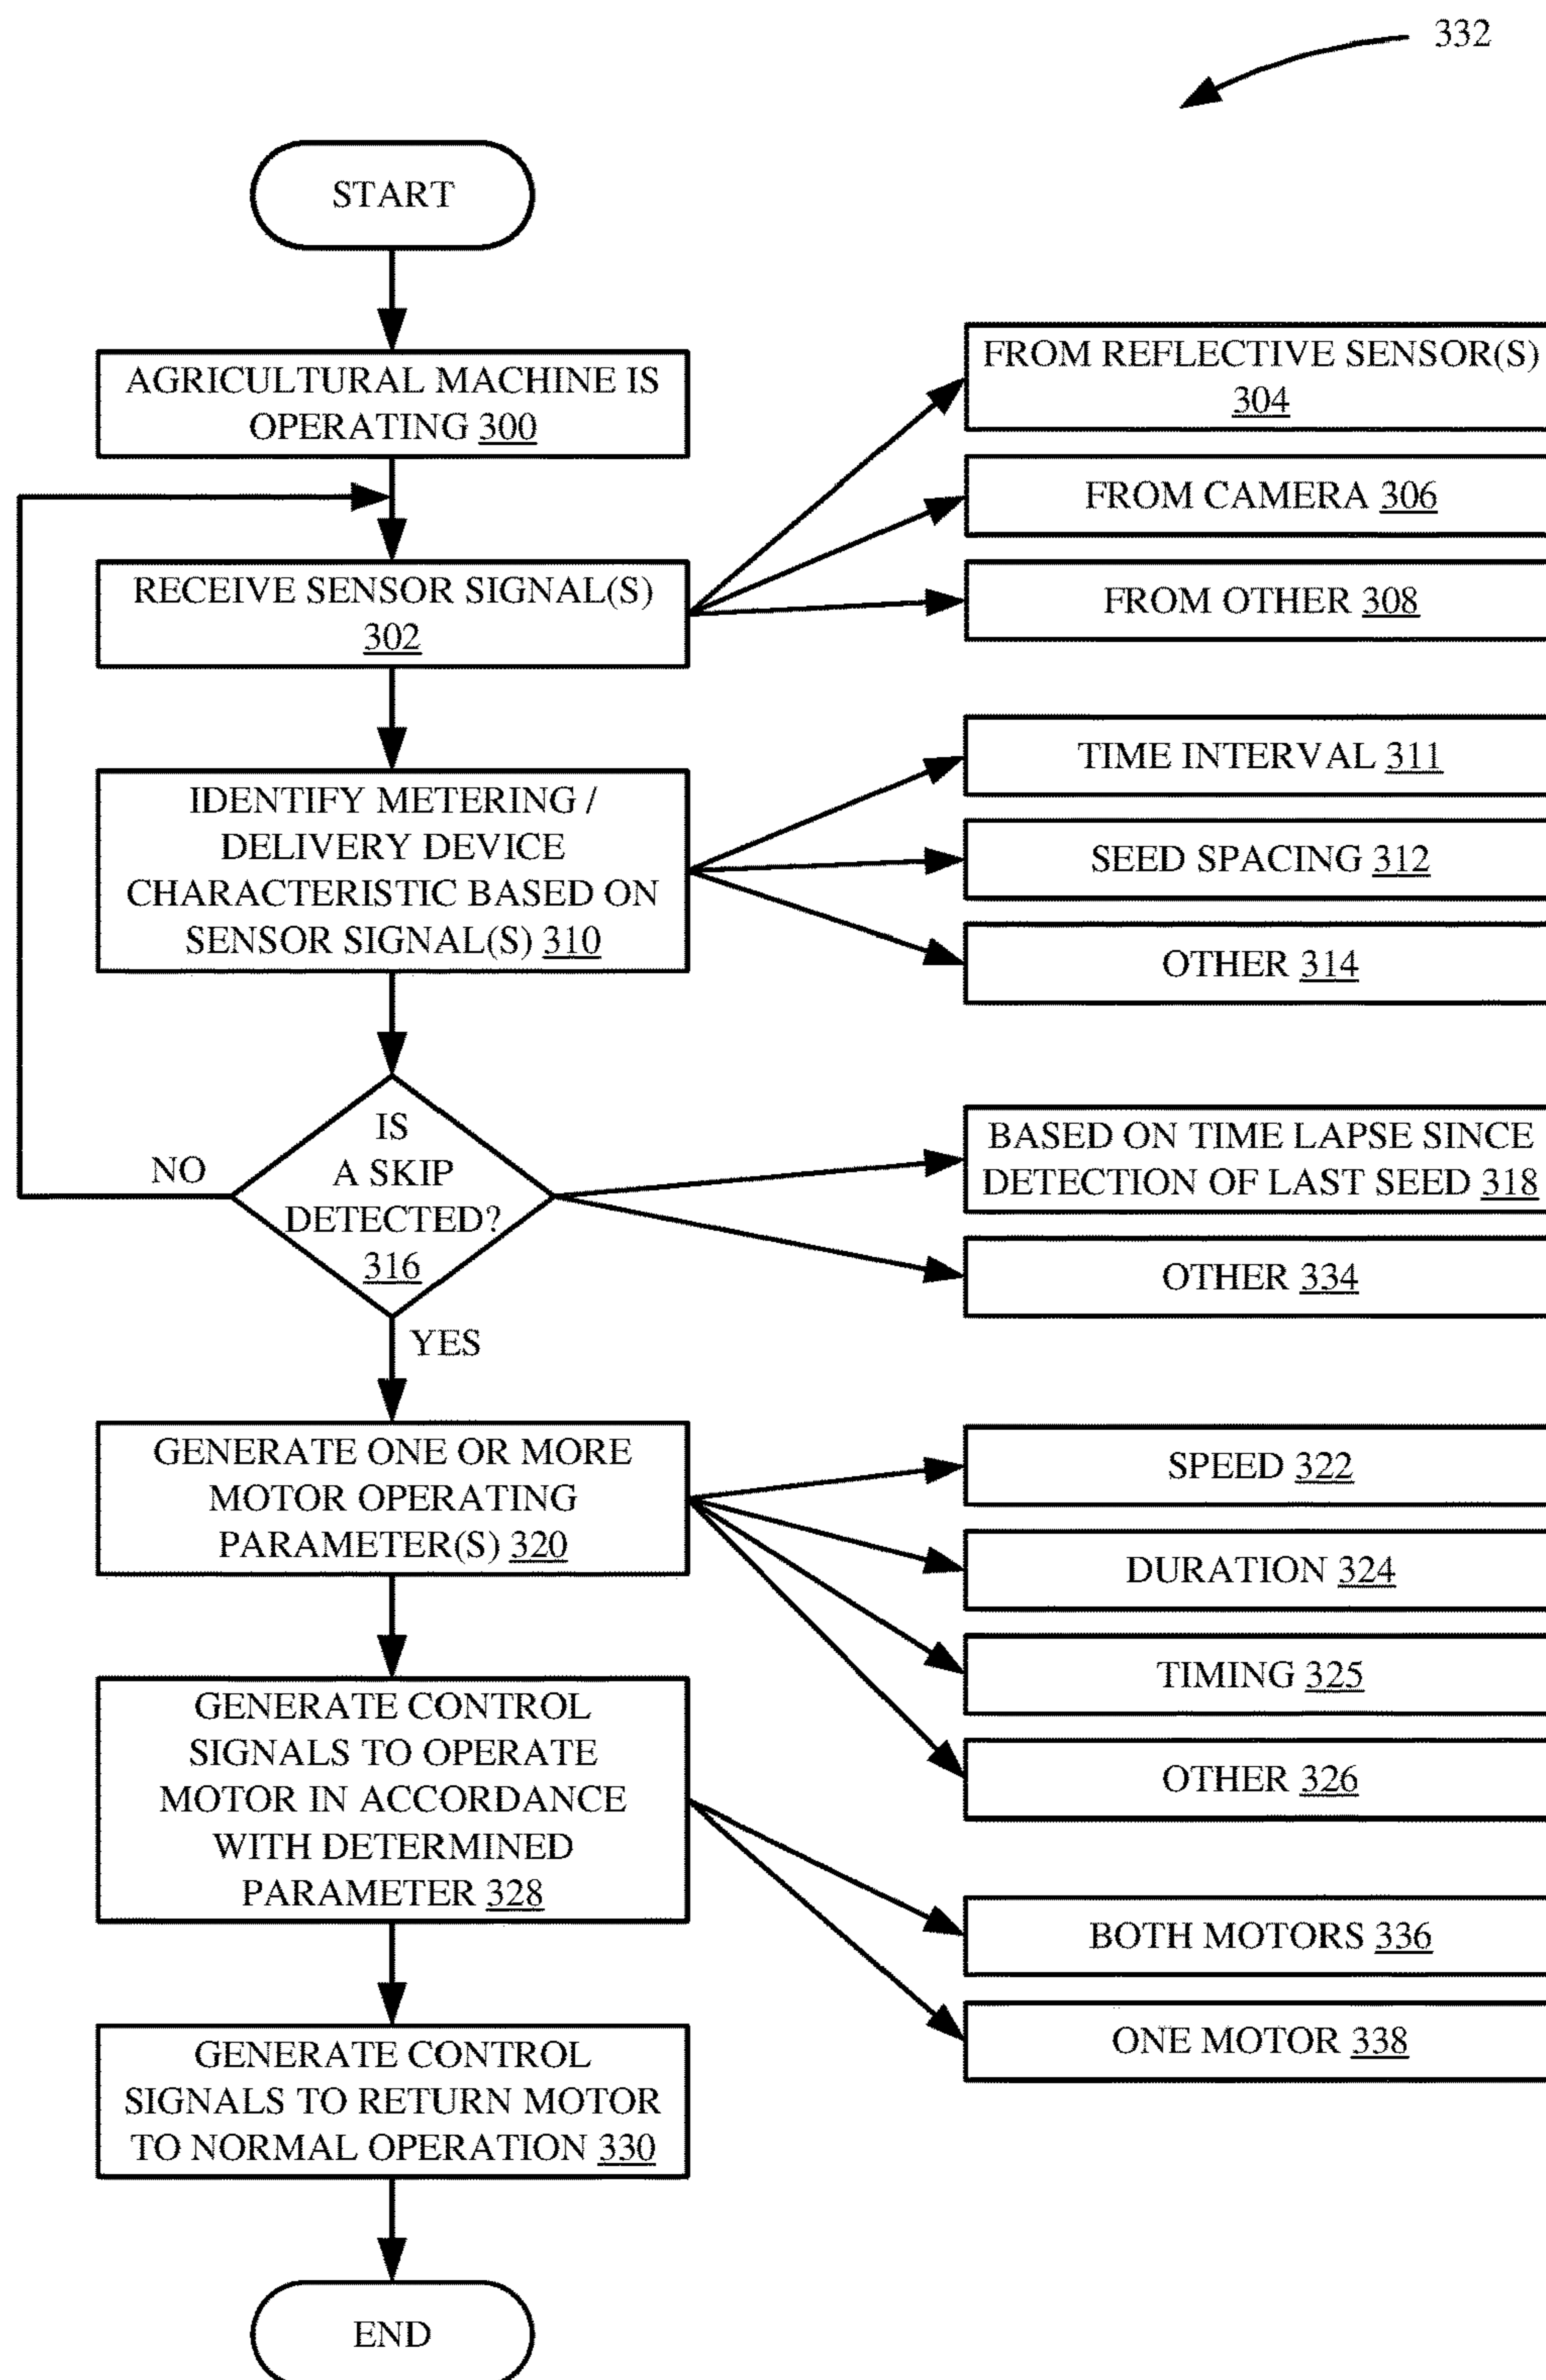 332
START
AGRICULTURAL MACHINE IS
OPERATING 300
FROM REFLECTIVE SENSOR(S)
304
FROM CAMERA 306
RECEIVE SENSOR SIGNAL(S)
302
FROM OTHER 308
IDENTIFY METERING /
DELIVERY DEVICE
CHARACTERISTIC BASED ON
SENSOR SIGNAL(S) 310
TIME INTERVAL 311
SEED SPACING 312
OTHER 314
IS
A SKIP
DETECTED?
316
NO
YES
BASED ON TIME LAPSE SINCE
DETECTION OF LAST SEED 318
OTHER 334
GENERATE ONE OR MORE
MOTOR OPERATING
PARAMETER(S) 320
SPEED 322
DURATION 324
TIMING 325
OTHER 326
GENERATE CONTROL
SIGNALS TO OPERATE
MOTOR IN ACCORDANCE
WITH DETERMINED
PARAMETER 328
BOTH MOTORS 336
ONE MOTOR 338
GENERATE CONTROL
SIGNALS TO RETURN MOTOR
TO NORMAL OPERATION 330
END